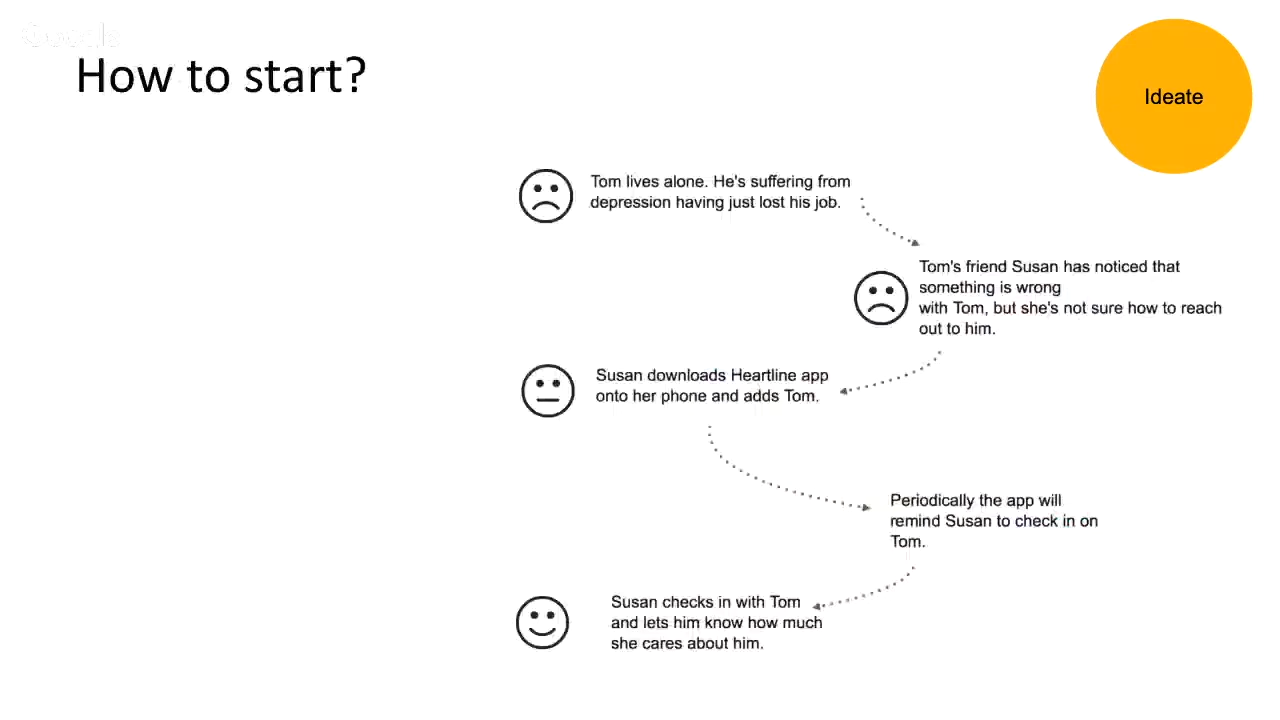 How to start?
Ideate
Tom lives alone. He's suffering from
depression having just lost his job.
Tom's friend Susan has noticed that
something is wrong
with Tom, but she's not sure how to reach
out to him.
Susan downloads Heartline app
onto her phone and adds Tom.
Periodically the app will
remind Susan to check in on
Tom.
Susan checks in with Tom
and lets him know how much
she cares about him.